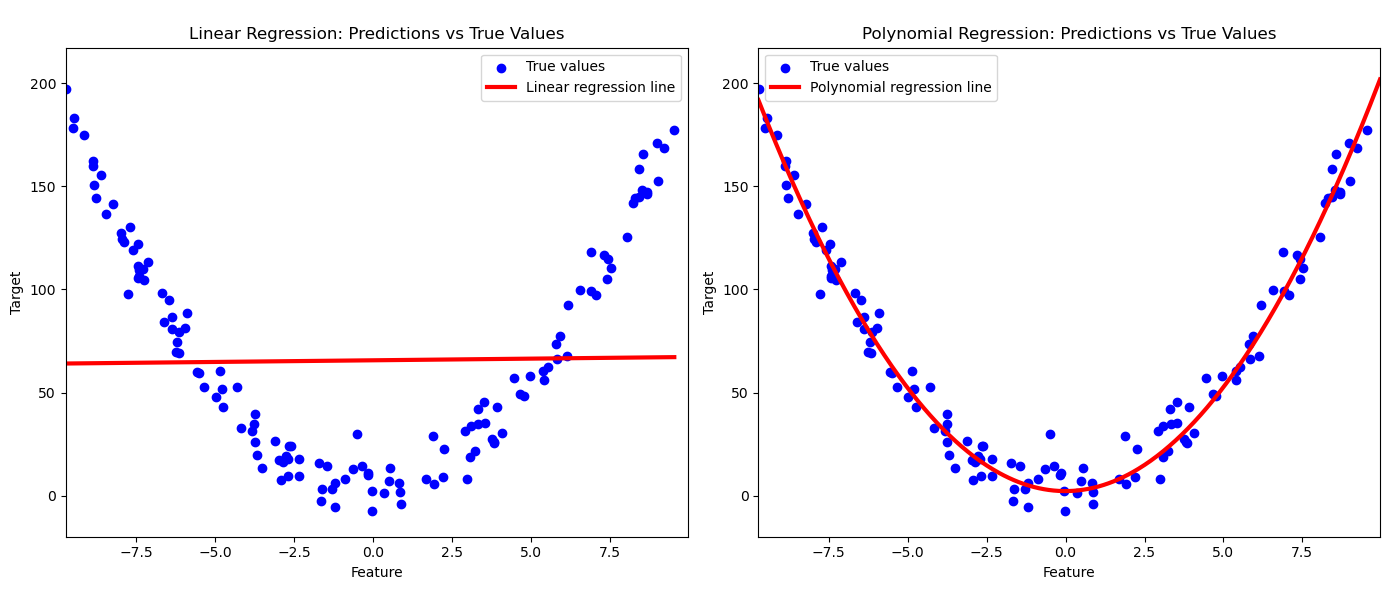 Linear Regression: Predictions vs True Values
True values
Linear regression line
200
150
100
50
0
Target
−7.5 −5.0 −2.5 0.0 2.5 5.0 7.5
Feature
Polynomial Regression: Predictions vs True Values
True values
Polynomial regression line
200
150
100
50
0
Target
−7.5 −5.0 −2.5 0.0 2.5 5.0 7.5
Feature